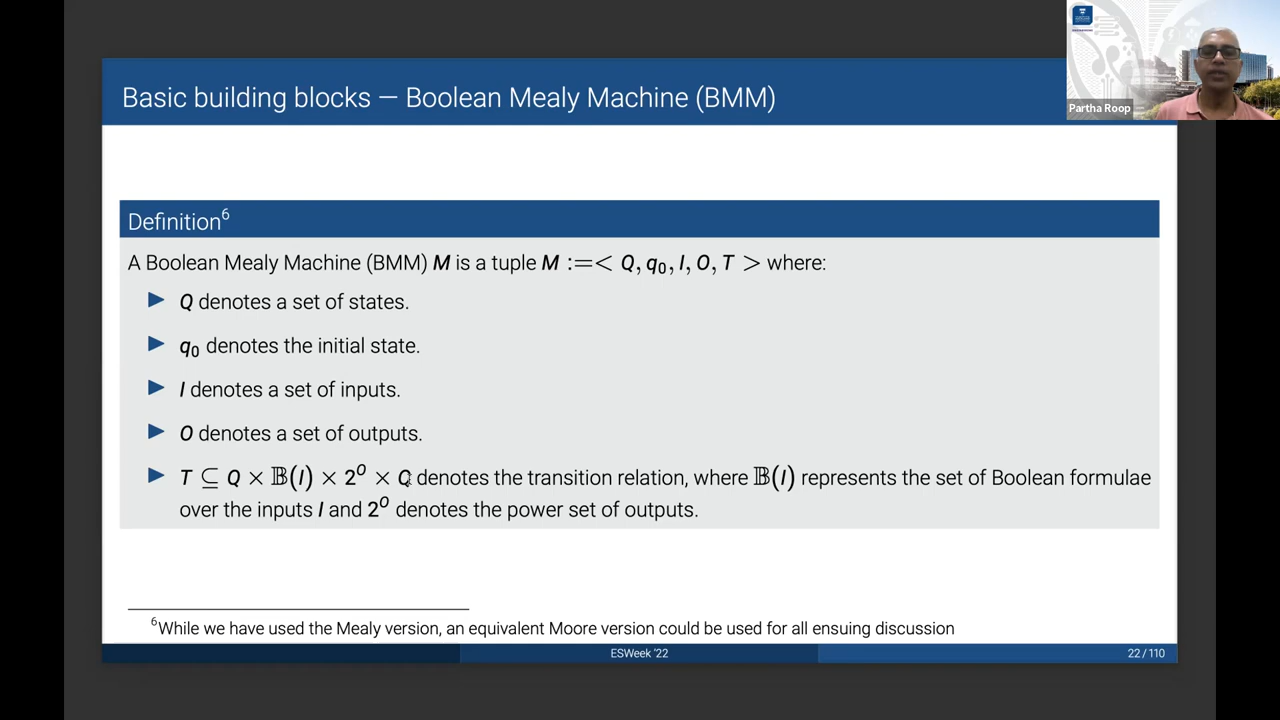 Basic building blocks — Boolean Mealy Machine (BMM)
Partha Roop
Definition⁶
A Boolean Mealy Machine (BMM) M is a tuple M :=< Q, q₀, I, O, T > where:
▶ Q denotes a set of states.
▶ q₀ denotes the initial state.
▶ I denotes a set of inputs.
▶ O denotes a set of outputs.
▶ T ⊆ Q × 𝔹(I) × 2ᴼ × Q denotes the transition relation, where 𝔹(I) represents the set of Boolean formulae
over the inputs I and 2ᴼ denotes the power set of outputs.
⁶While we have used the Mealy version, an equivalent Moore version could be used for all ensuing discussion
ESWeek '22
22 / 110